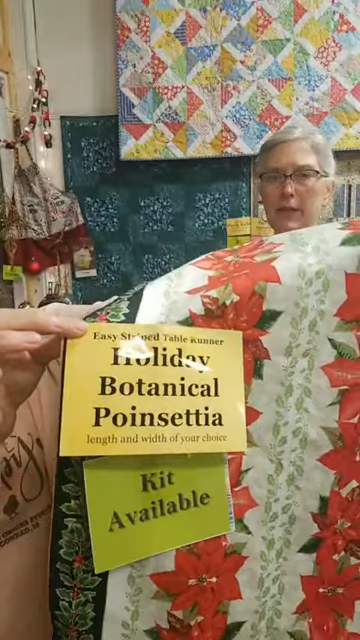 Easy Striped Table Runner
Holiday
Botanical
Poinsettia
length and width of your choice
Kit
Available